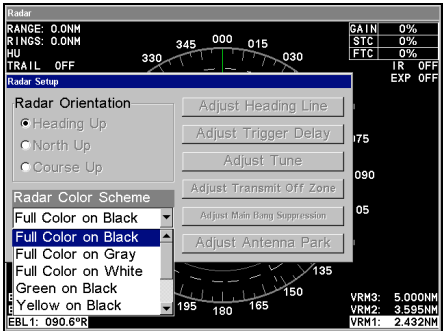 Radar
RANGE: 0.0NM
RINGS: 0.0NM
HU
TRAIL OFF
345 000 015
330 030
GAIN 0%
STC 0%
FTC 0%
IR OFF
EXP OFF
Radar Setup
Radar Orientation
Heading Up
North Up
Course Up
Radar Color Scheme
Full Color on Black
Full Color on Black
Full Color on Gray
Full Color on White
Green on Black
Yellow on Black
Adjust Heading Line
Adjust Trigger Delay
Adjust Tune
Adjust Transmit Off Zone
Adjust Main Bang Suppression
Adjust Antenna Park
75
090
05
135
195 180 165
EBL1: 090.6°R
VRM3: 5.000NM
VRM2: 3.595NM
VRM1: 2.432NM